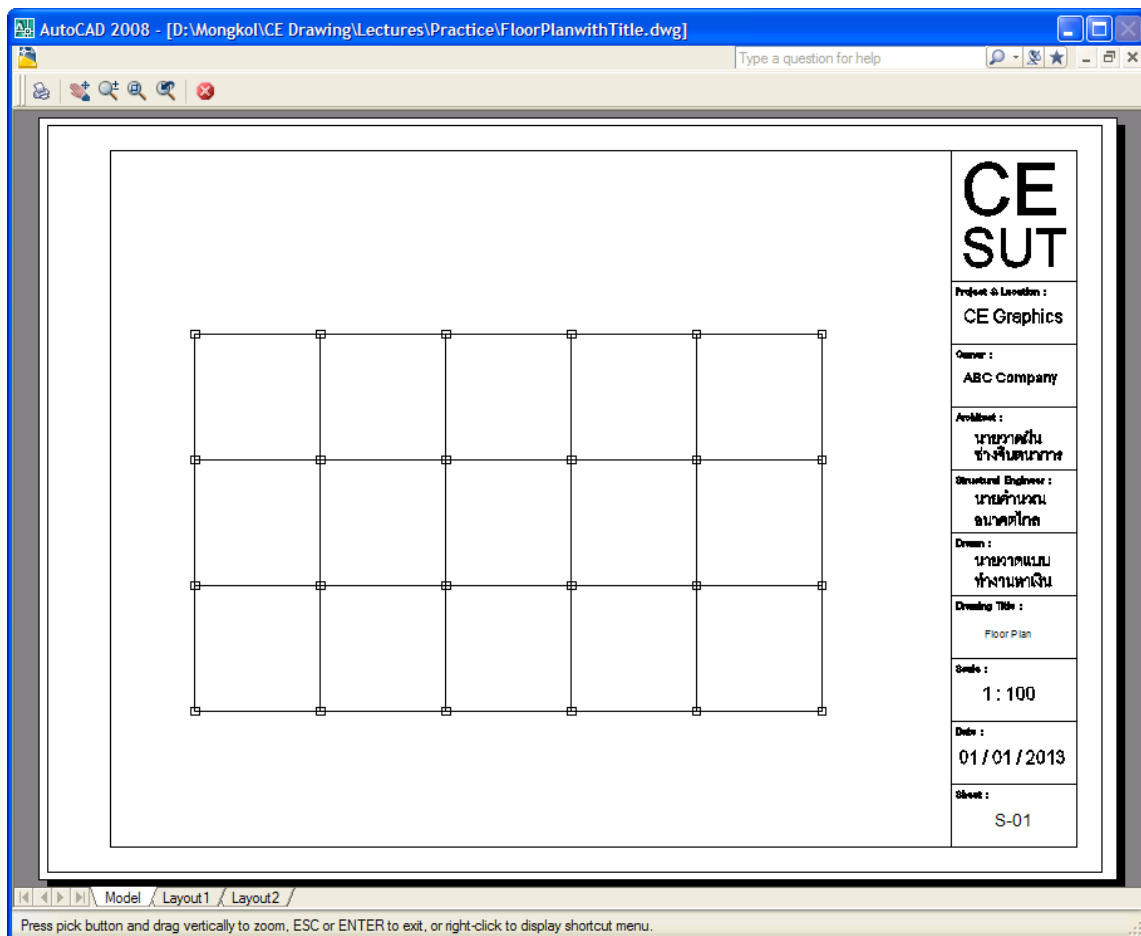 AutoCAD 2008 - [D:\Mongkol\CE Drawing\Lectures\Practice\FloorPlanwithTitle.dwg]
Type a question for help
CE
SUT
Project & Location :
CE Graphics
Owner :
ABC Company
Architect :
นายวาดฝัน
ช่างจินตนาการ
Structural Engineer :
นายคำนวณ
อนาคตไกล
Drawn :
นายวาดแบบ
ทำงานหาเงิน
Drawing Title :
Floor Plan
Scale :
1 : 100
Date :
01 / 01 / 2013
Sheet :
S-01
Model
Layout1
Layout2
Press pick button and drag vertically to zoom, ESC or ENTER to exit, or right-click to display shortcut menu.